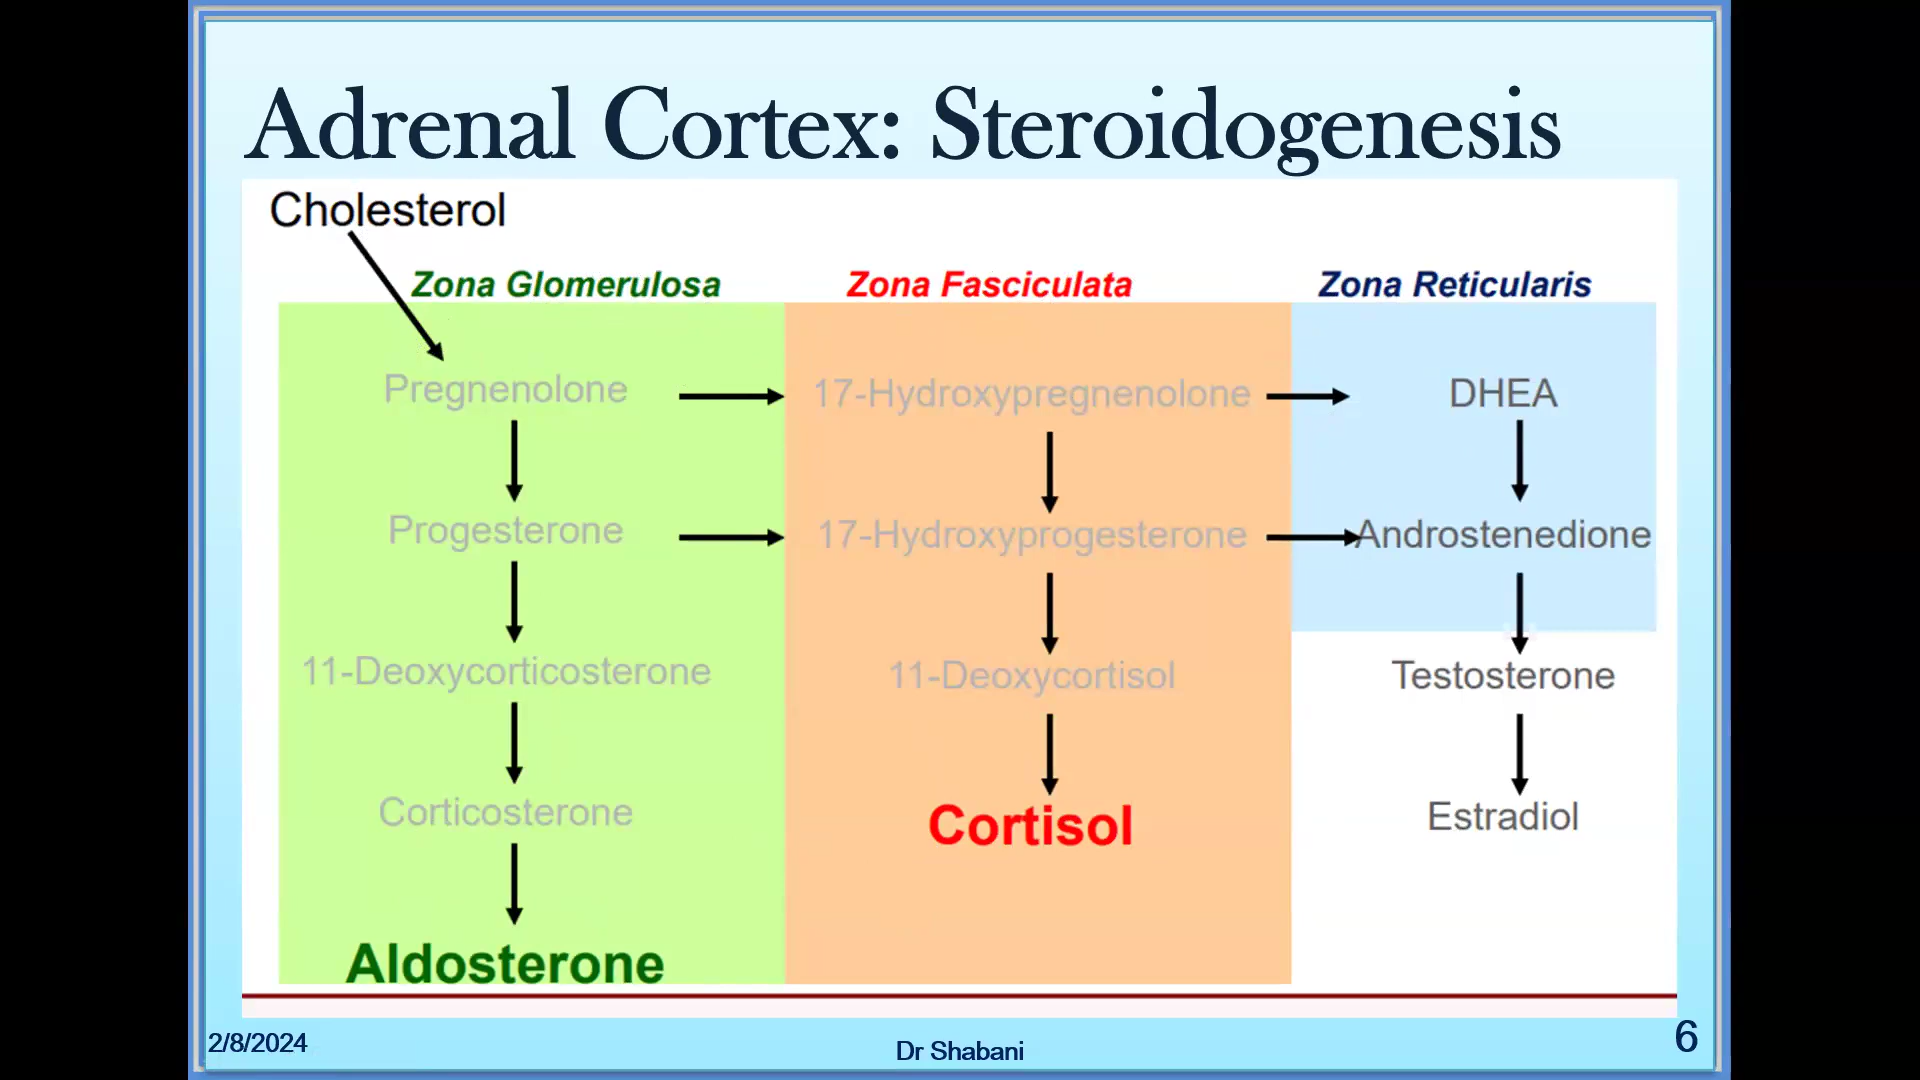 Adrenal Cortex: Steroidogenesis
Cholesterol
Zona Glomerulosa
Zona Fasciculata
Zona Reticularis
Pregnenolone
17-Hydroxypregnenolone
DHEA
Progesterone
17-Hydroxyprogesterone
Androstenedione
11-Deoxycorticosterone
11-Deoxycortisol
Testosterone
Corticosterone
Cortisol
Estradiol
Aldosterone
2/8/2024
Dr Shabani
6